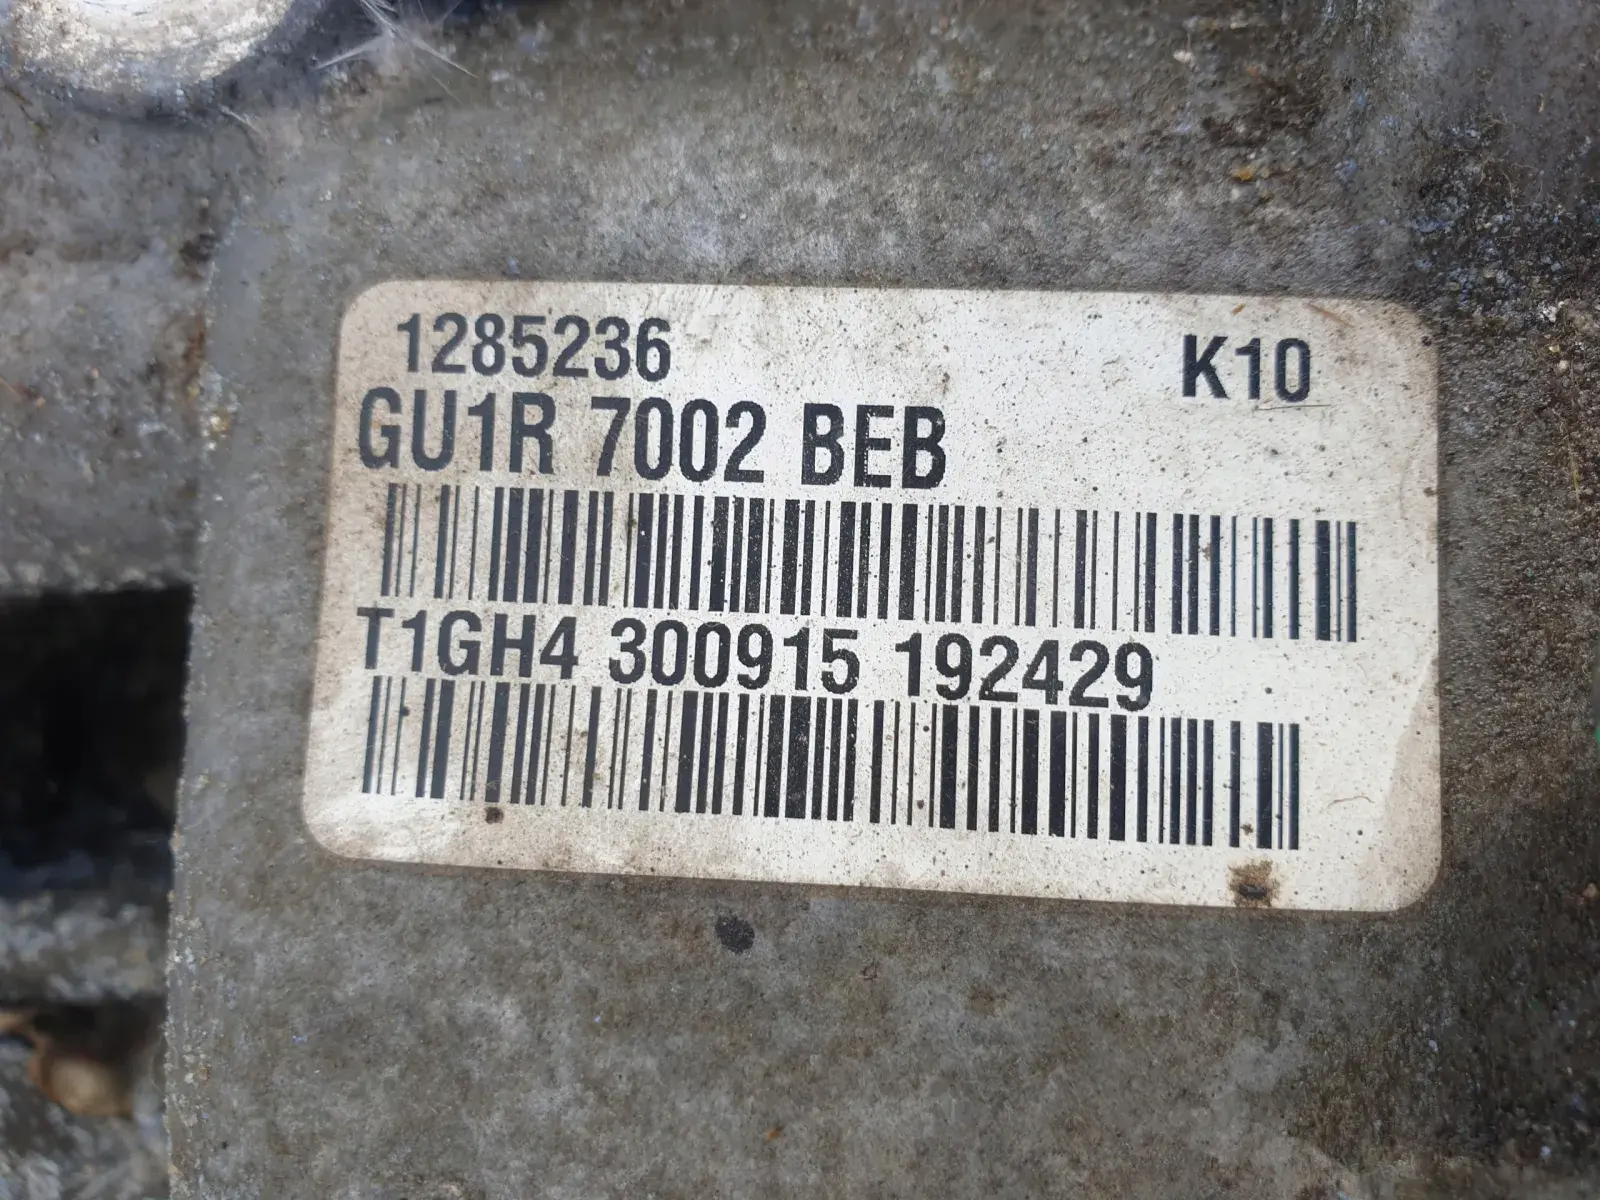 1285236 K10
GU1R 7002 BEB
T1GH4 300915 192429